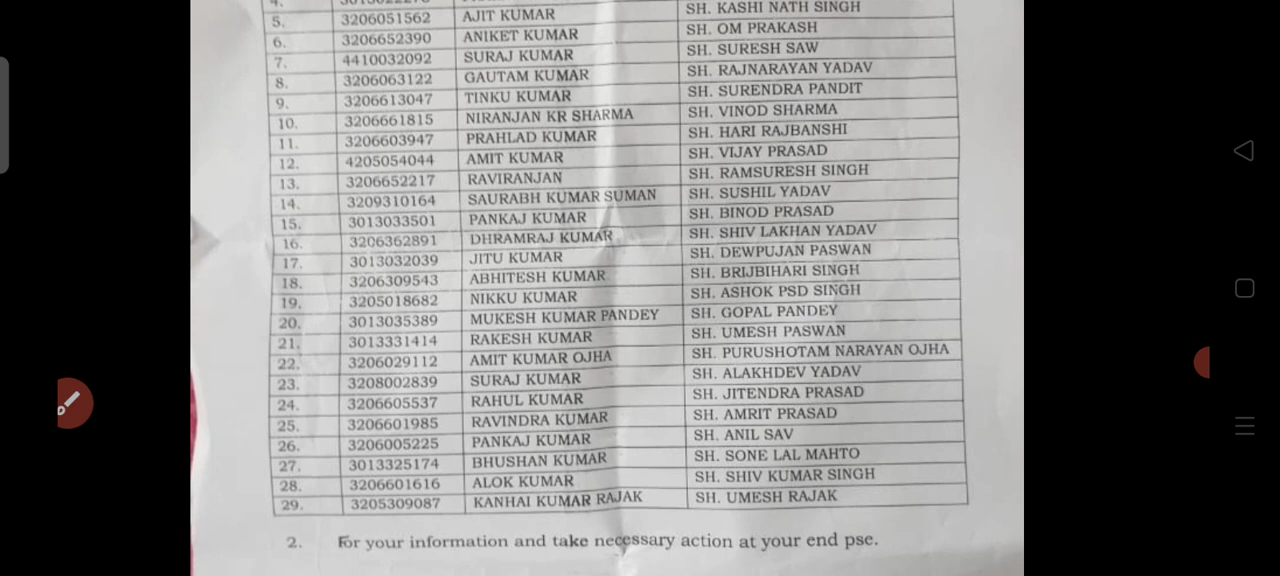 5. 3206051562 AJIT KUMAR SH. KASHI NATH SINGH
6. 3206652390 ANIKET KUMAR SH. OM PRAKASH
7. 4410032092 SURAJ KUMAR SH. SURESH SAW
8. 3206063122 GAUTAM KUMAR SH. RAJNARAYAN YADAV
9. 3206613047 TINKU KUMAR SH. SURENDRA PANDIT
10. 3206661815 NIRANJAN KR SHARMA SH. VINOD SHARMA
11. 3206603947 PRAHLAD KUMAR SH. HARI RAJBANSHI
12. 4205054044 AMIT KUMAR SH. VIJAY PRASAD
13. 3206652217 RAVIRANJAN SH. RAMSURESH SINGH
14. 3209310164 SAURABH KUMAR SUMAN SH. SUSHIL YADAV
15. 3013033501 PANKAJ KUMAR SH. BINOD PRASAD
16. 3206362891 DHRAMRAJ KUMAR SH. SHIV LAKHAN YADAV
17. 3013032039 JITU KUMAR SH. DEWPUJAN PASWAN
18. 3206309543 ABHITESH KUMAR SH. BRIJBIHARI SINGH
19. 3205018682 NIKKU KUMAR SH. ASHOK PSD SINGH
20. 3013035389 MUKESH KUMAR PANDEY SH. GOPAL PANDEY
21. 3013331414 RAKESH KUMAR SH. UMESH PASWAN
22. 3206029112 AMIT KUMAR OJHA SH. PURUSHOTAM NARAYAN OJHA
23. 3208002839 SURAJ KUMAR SH. ALAKHDEV YADAV
24. 3206605537 RAHUL KUMAR SH. JITENDRA PRASAD
25. 3206601985 RAVINDRA KUMAR SH. AMRIT PRASAD
26. 3206005225 PANKAJ KUMAR SH. ANIL SAV
27. 3013325174 BHUSHAN KUMAR SH. SONE LAL MAHTO
28. 3206601616 ALOK KUMAR SH. SHIV KUMAR SINGH
29. 3205309087 KANHAI KUMAR RAJAK SH. UMESH RAJAK
2. For your information and take necessary action at your end pse.